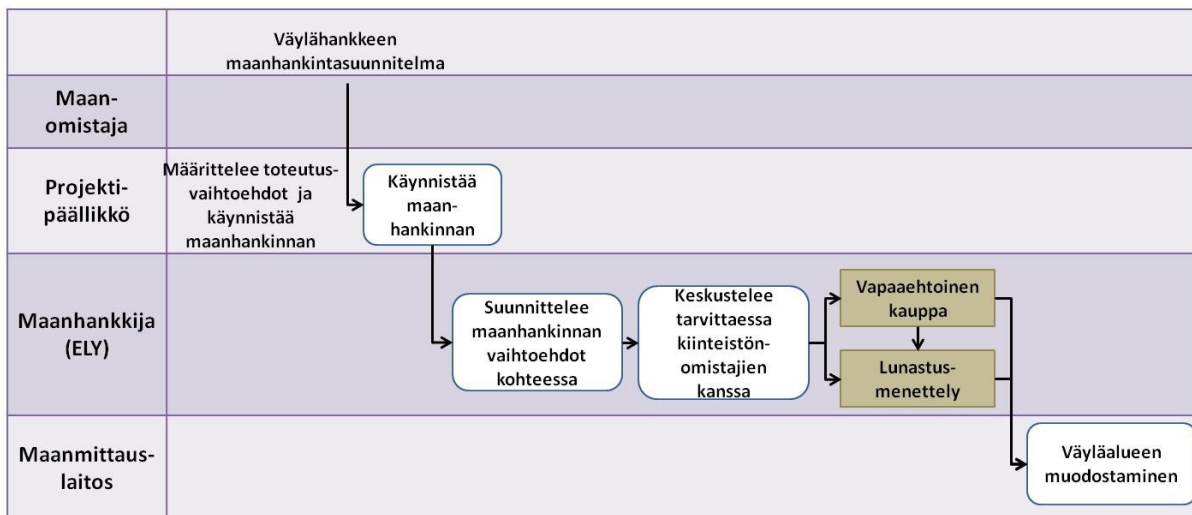 Väylähankkeen
maanhankintasuunnitelma
Maan-
omistaja
Projekti-
päällikkö
Määrittelee toteutus-
vaihtoehdot ja
käynnistää
maanhankinnan
Käynnistää
maan-
hankinnan
Maanhankkija
(ELY)
Suunnittelee
maanhankinnan
vaihtoehdot
kohteessa
Keskustelee
tarvittaessa
kiinteistön-
omistajien
kanssa
Vapaaehtoinen
kauppa
Lunastus-
menettely
Maanmittaus-
laitos
Väyläalueen
muodostaminen